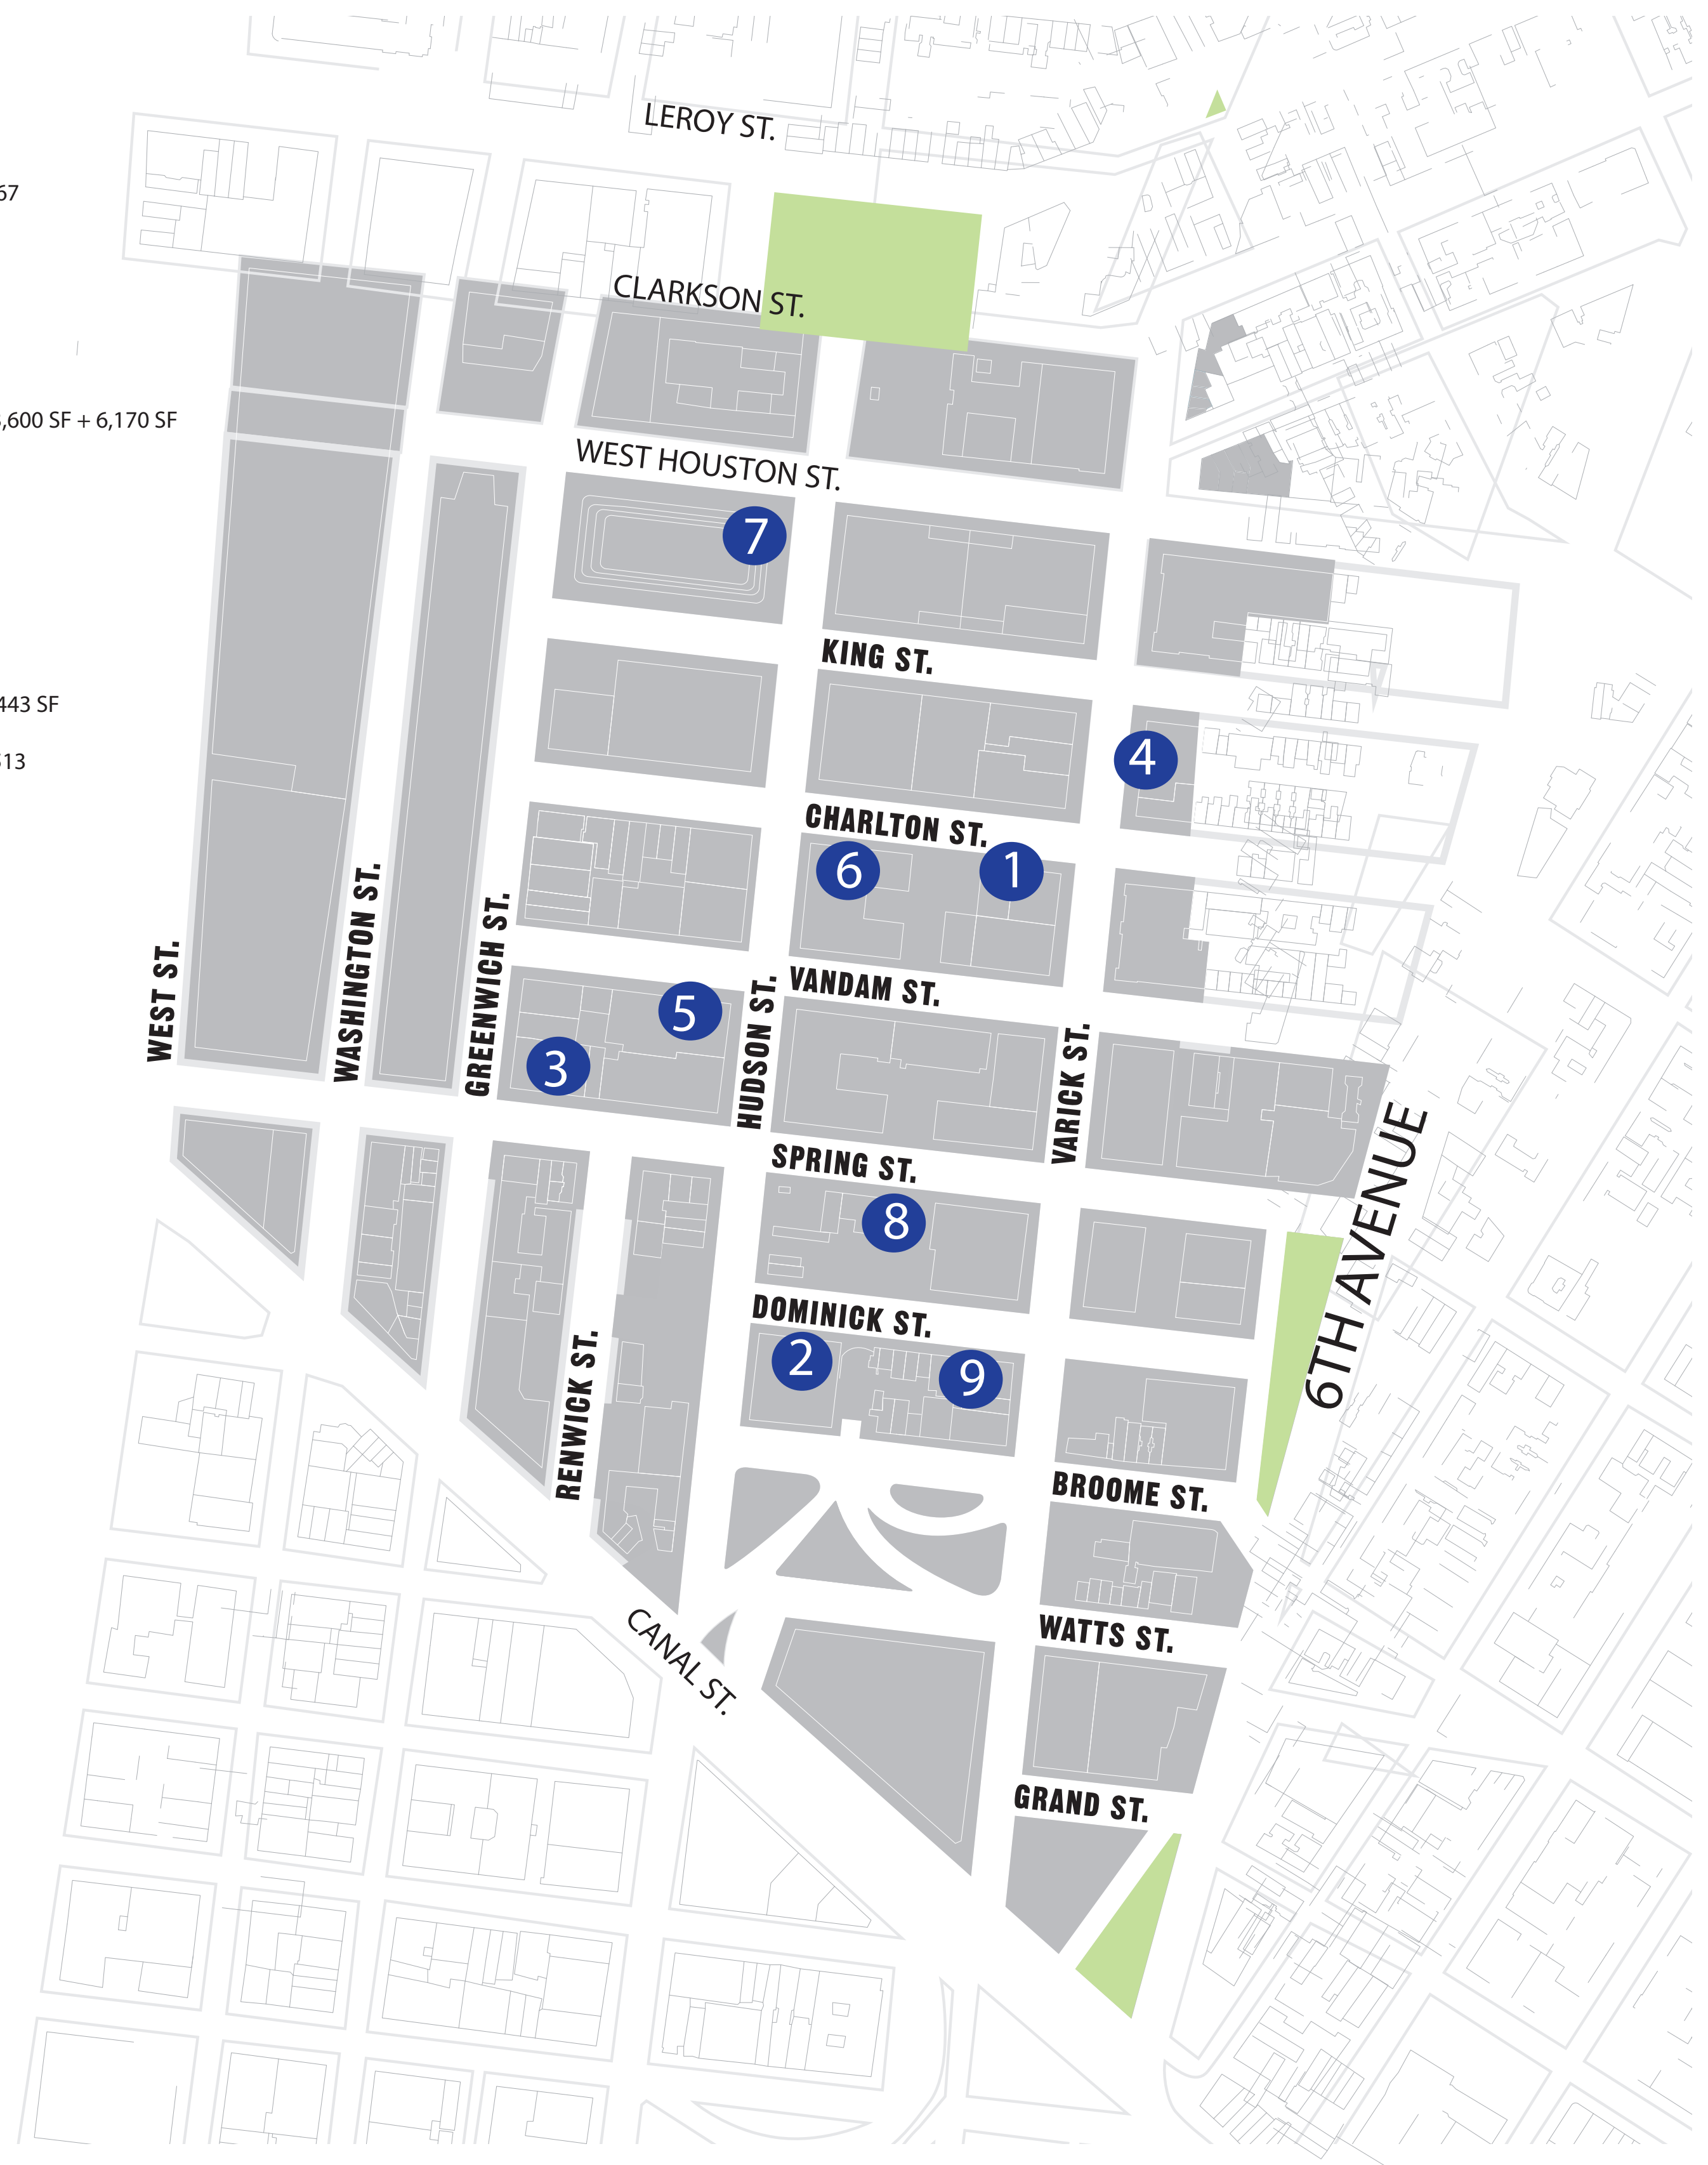 LEROY ST.
67
CLARKSON ST.
,600 SF + 6,170 SF
WEST HOUSTON ST.
7
KING ST.
443 SF
4
513
CHARLTON ST.
6
1
WEST ST.
WASHINGTON ST.
GREENWICH ST.
HUDSON ST.
VANDAM ST.
5
3
VARICK ST.
6TH AVENUE
SPRING ST.
8
DOMINICK ST.
2
9
RENWICK ST.
BROOME ST.
WATTS ST.
CANAL ST.
GRAND ST.